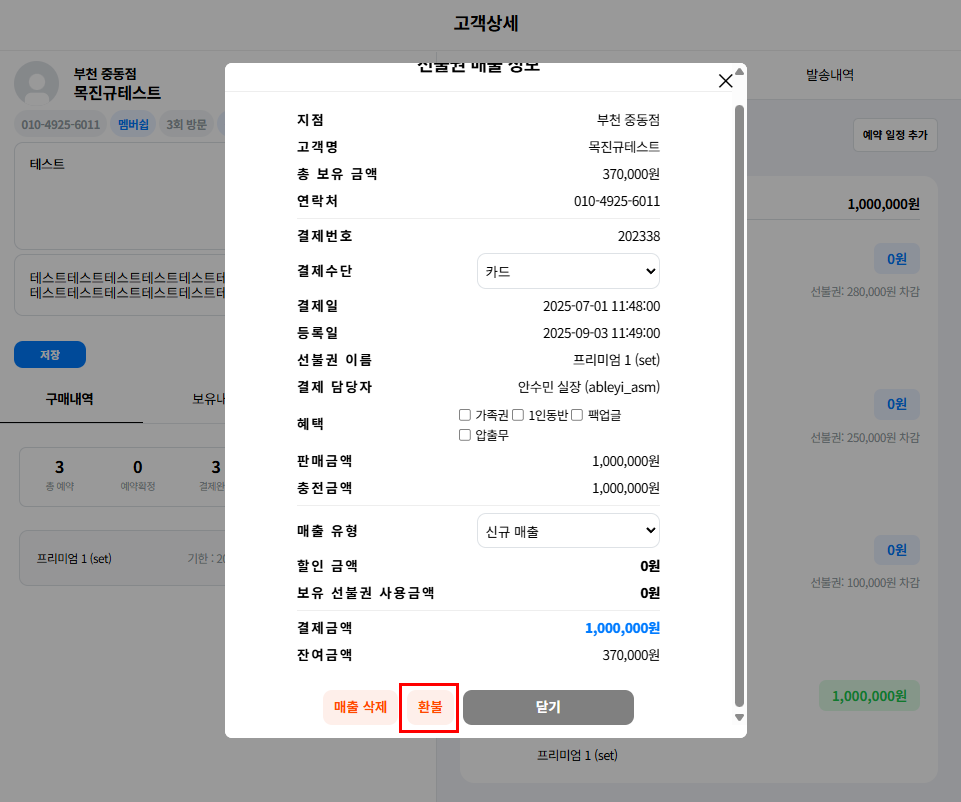 고객상세
부천 중동점
목진규테스트
010-4925-6011 멤버쉽 3회 방문
테스트
테스트테스트테스트테스트테스트
테스트테스트테스트테스트테스트
저장
구매내역
3 0 3
총 예약 예약확정
프리미엄 1 (set) 기한 : 20
선불권 매출 정보
지점 부천 중동점
고객명 목진규테스트
총 보유 금액 370,000원
연락처 010-4925-6011
결제번호 202338
결제수단 카드
결제일 2025-07-01 11:48:00
등록일 2025-09-03 11:49:00
선불권 이름 프리미엄 1 (set)
결제 담당자 안수민 실장 (ableyi_asm)
혜택 가족권 1인동반 팩업글
압출무
판매금액 1,000,000원
충전금액 1,000,000원
매출 유형 신규 매출
할인 금액 0원
보유 선불권 사용금액 0원
결제금액 1,000,000원
잔여금액 370,000원
매출 삭제 환불 닫기
발송내역
예약 일정 추가
1,000,000원
0원
선불권: 280,000원 차감
0원
선불권: 250,000원 차감
0원
선불권: 100,000원 차감
1,000,000원
프리미엄 1 (set)